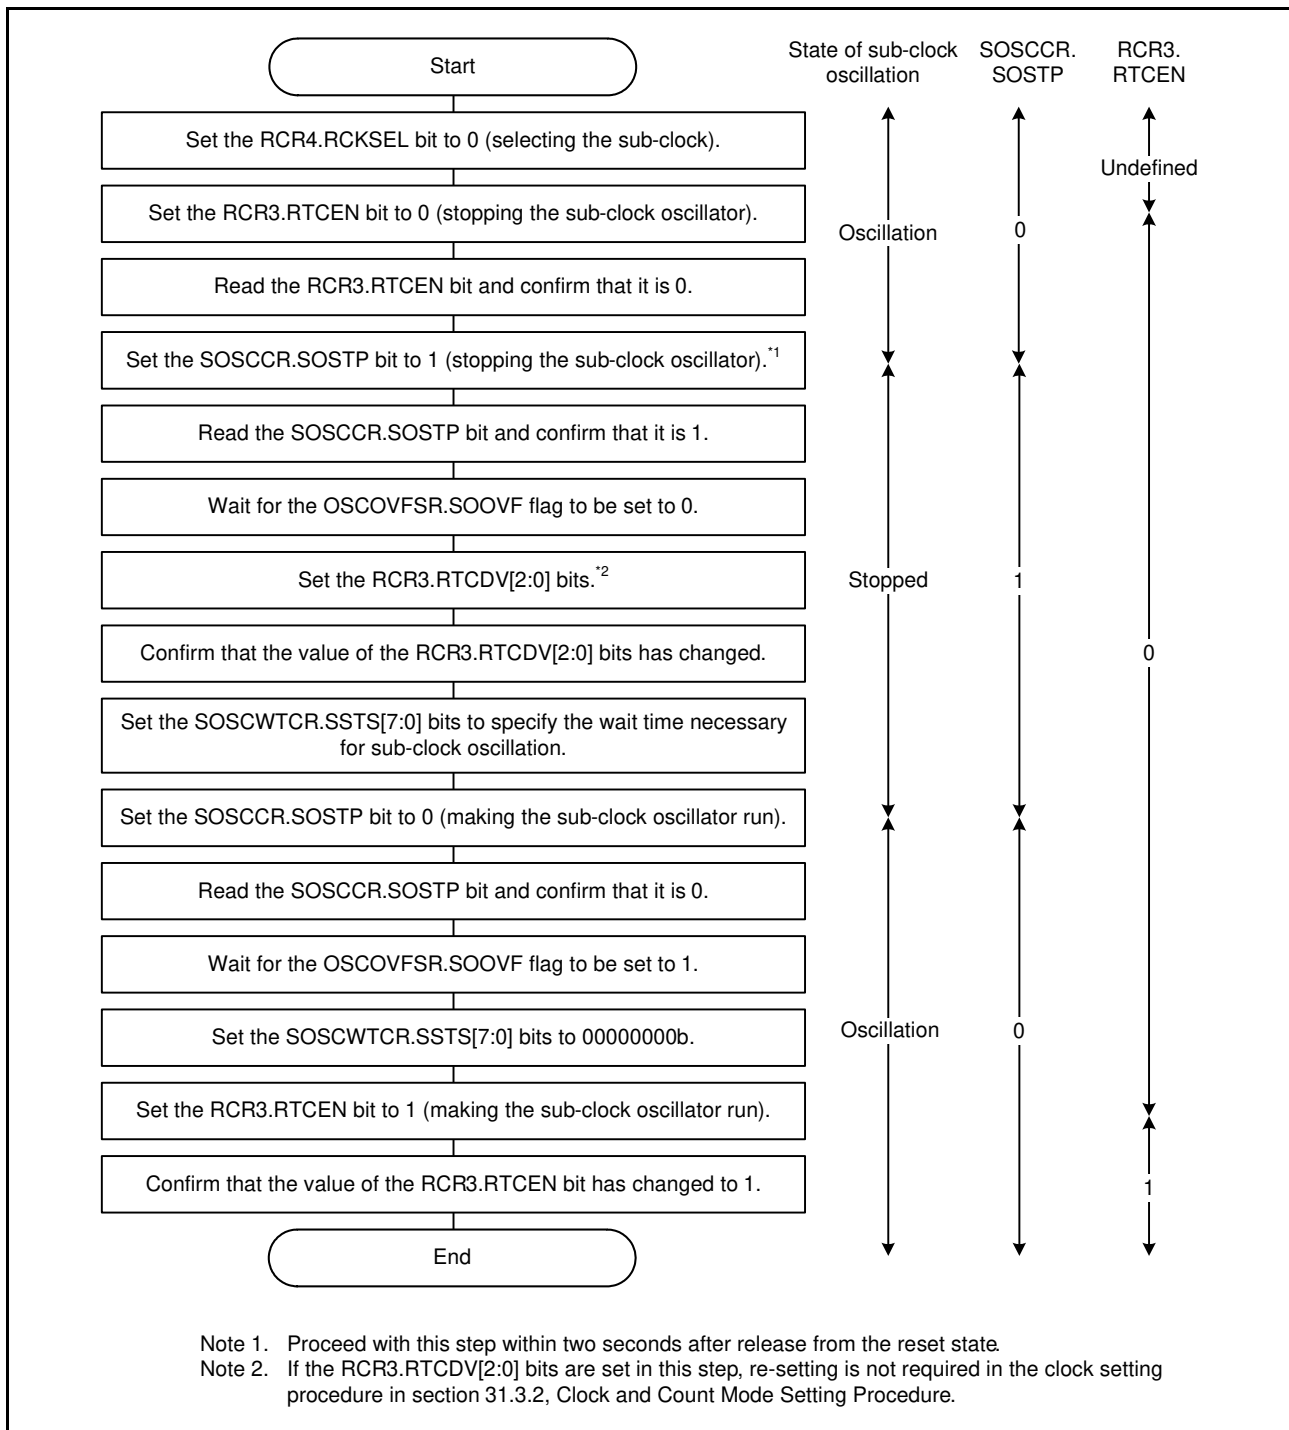 Start
State of sub-clock oscillation
SOSCCR. SOSTP
RCR3. RTCEN
Set the RCR4.RCKSEL bit to 0 (selecting the sub-clock).
Undefined
Set the RCR3.RTCEN bit to 0 (stopping the sub-clock oscillator).
Oscillation
0
Read the RCR3.RTCEN bit and confirm that it is 0.
Set the SOSCCR.SOSTP bit to 1 (stopping the sub-clock oscillator).*1
Read the SOSCCR.SOSTP bit and confirm that it is 1.
Wait for the OSCOVFSR.SOOVF flag to be set to 0.
Set the RCR3.RTCDV[2:0] bits.*2
Stopped
1
Confirm that the value of the RCR3.RTCDV[2:0] bits has changed.
0
Set the SOSCWTCR.SSTS[7:0] bits to specify the wait time necessary
for sub-clock oscillation.
Set the SOSCCR.SOSTP bit to 0 (making the sub-clock oscillator run).
Read the SOSCCR.SOSTP bit and confirm that it is 0.
Wait for the OSCOVFSR.SOOVF flag to be set to 1.
Set the SOSCWTCR.SSTS[7:0] bits to 00000000b.
Oscillation
0
Set the RCR3.RTCEN bit to 1 (making the sub-clock oscillator run).
Confirm that the value of the RCR3.RTCEN bit has changed to 1.
1
End
Note 1. Proceed with this step within two seconds after release from the reset state.
Note 2. If the RCR3.RTCDV[2:0] bits are set in this step, re-setting is not required in the clock setting
procedure in section 31.3.2, Clock and Count Mode Setting Procedure.